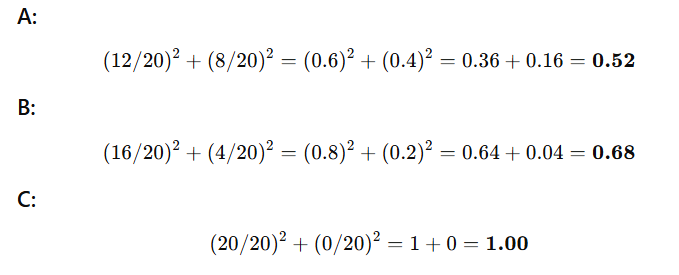 A:
(12/20)² + (8/20)² = (0.6)² + (0.4)² = 0.36 + 0.16 = 0.52
B:
(16/20)² + (4/20)² = (0.8)² + (0.2)² = 0.64 + 0.04 = 0.68
C:
(20/20)² + (0/20)² = 1 + 0 = 1.00